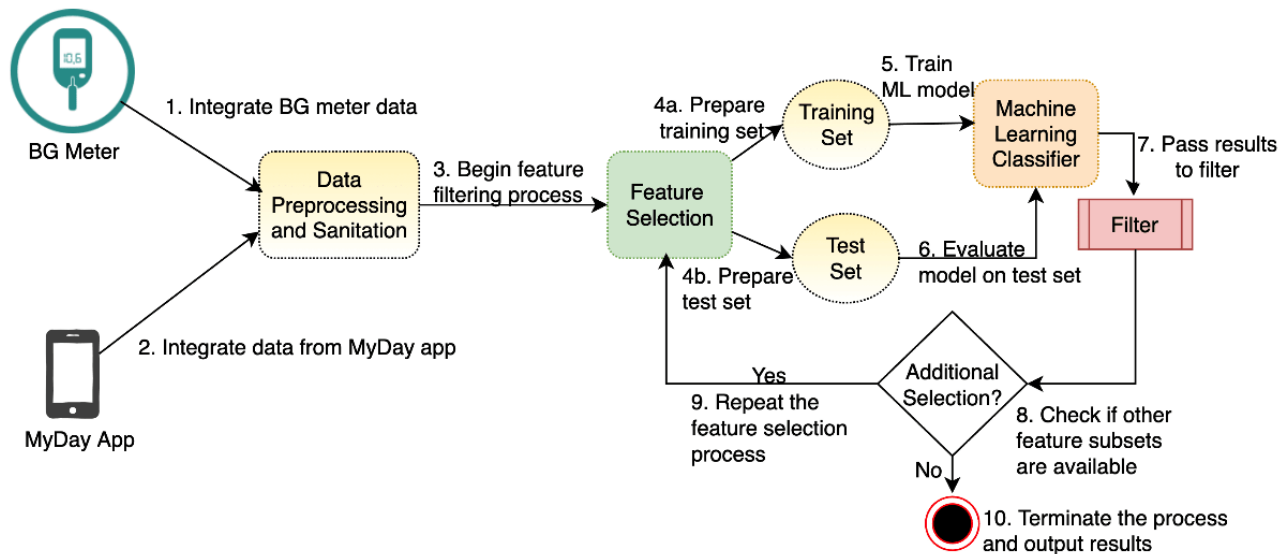 10,6
BG Meter
1. Integrate BG meter data
Data
Preprocessing
and Sanitation
2. Integrate data from MyDay app
MyDay App
3. Begin feature
filtering process
Feature
Selection
4a. Prepare
training set
Training
Set
4b. Prepare
test set
Test
Set
5. Train
ML model
6. Evaluate
model on test set
Machine
Learning
Classifier
7. Pass results
to filter
Filter
8. Check if other
feature subsets
are available
Additional
Selection?
Yes
9. Repeat the
feature selection
process
No
10. Terminate the process
and output results